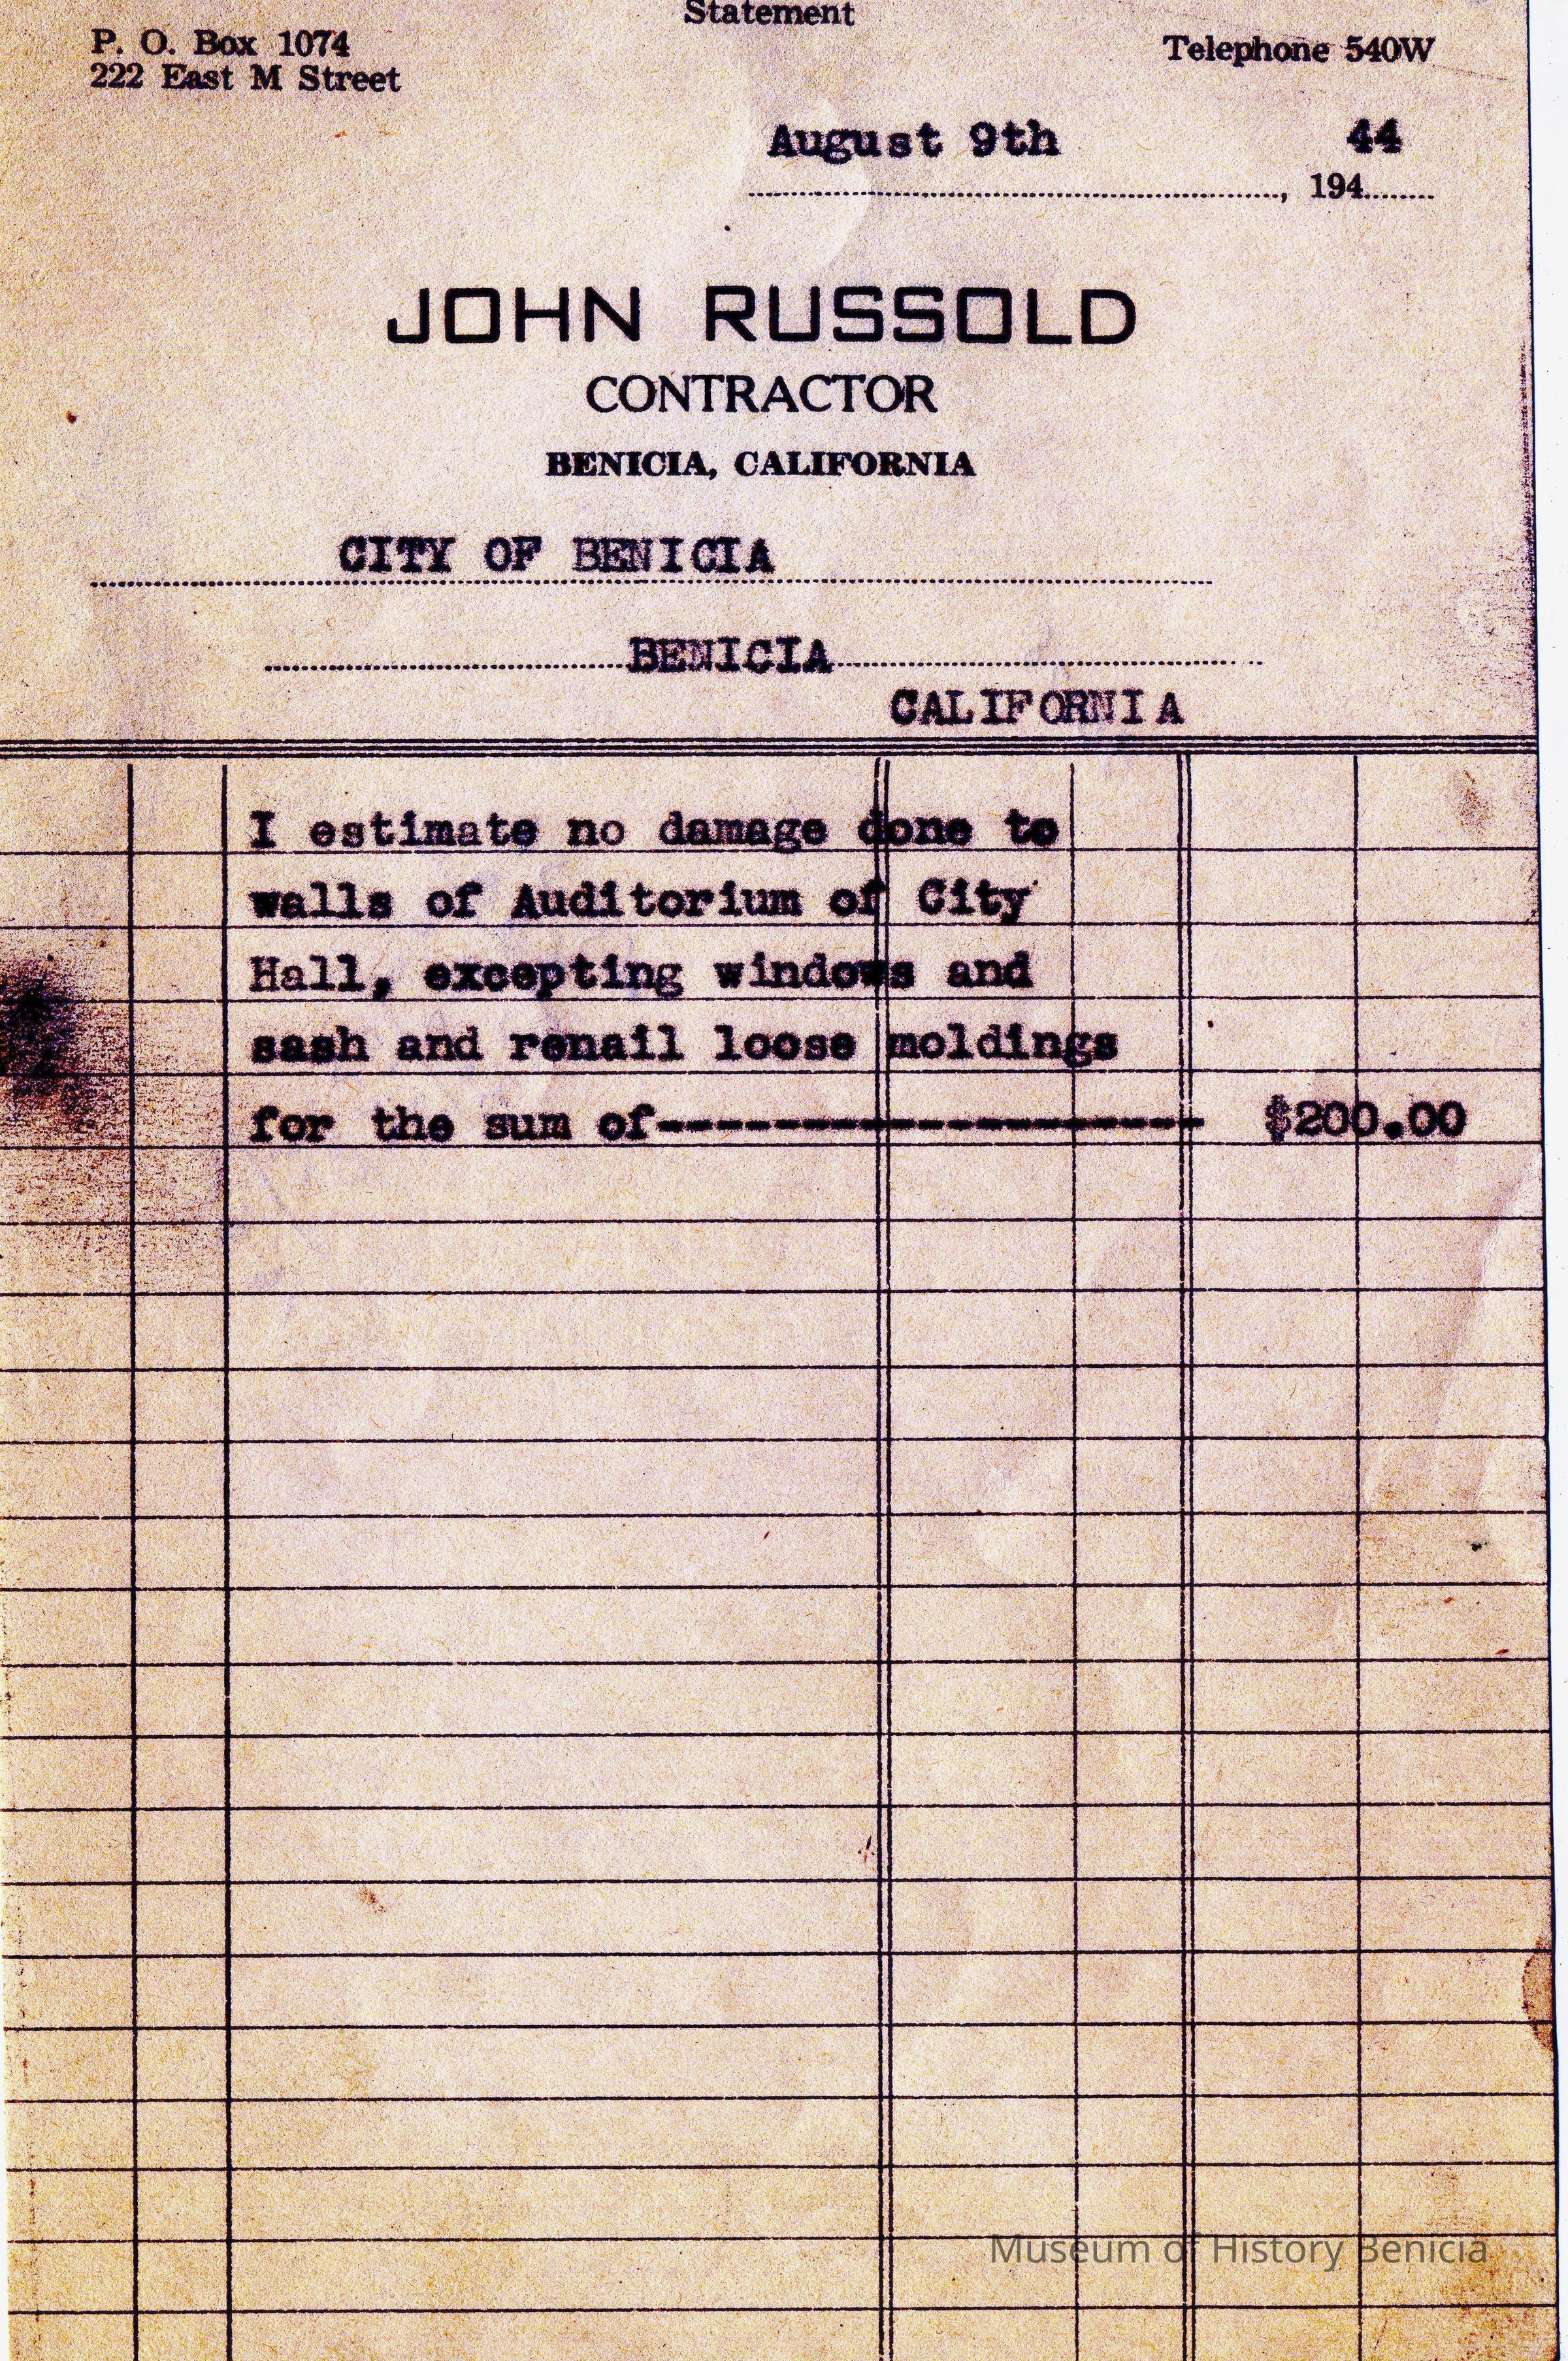 Statement
P. O. Box 1074
222 East M Street
Telephone 540W
August 9th 44
, 194
JOHN RUSSOLD
CONTRACTOR
BENICIA, CALIFORNIA
CITY OF BENICIA
BENICIA
CALIFORNIA
I estimate no damage done to
walls of Auditorium of City
Hall, excepting windows and
sash and renail loose moldings
for the sum of-------------------- $200.00
Museum of History Benicia